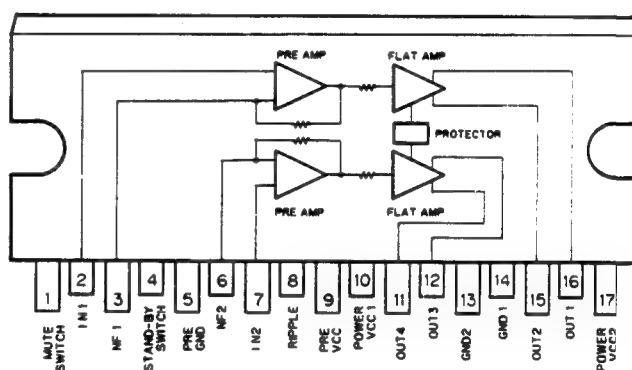 PRE AMP
FLAT AMP
PROTECTOR
PRE AMP
FLAT AMP
1
2
3
4
5
6
7
8
9
10
11
12
13
14
15
16
17
MUTE
SWITCH
IN1
NF1
STAND-BY
SWITCH
PRE
GND
NF2
IN2
RIPPLE
PRE
VCC
POWER
VCC1
OUT4
OUT3
GND2
GND1
OUT2
OUT1
POWER
VCC2